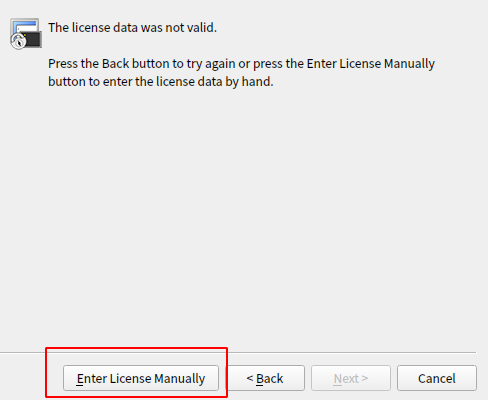 The license data was not valid.
Press the Back button to try again or press the Enter License Manually
button to enter the license data by hand.
Enter License Manually
< Back
Next >
Cancel